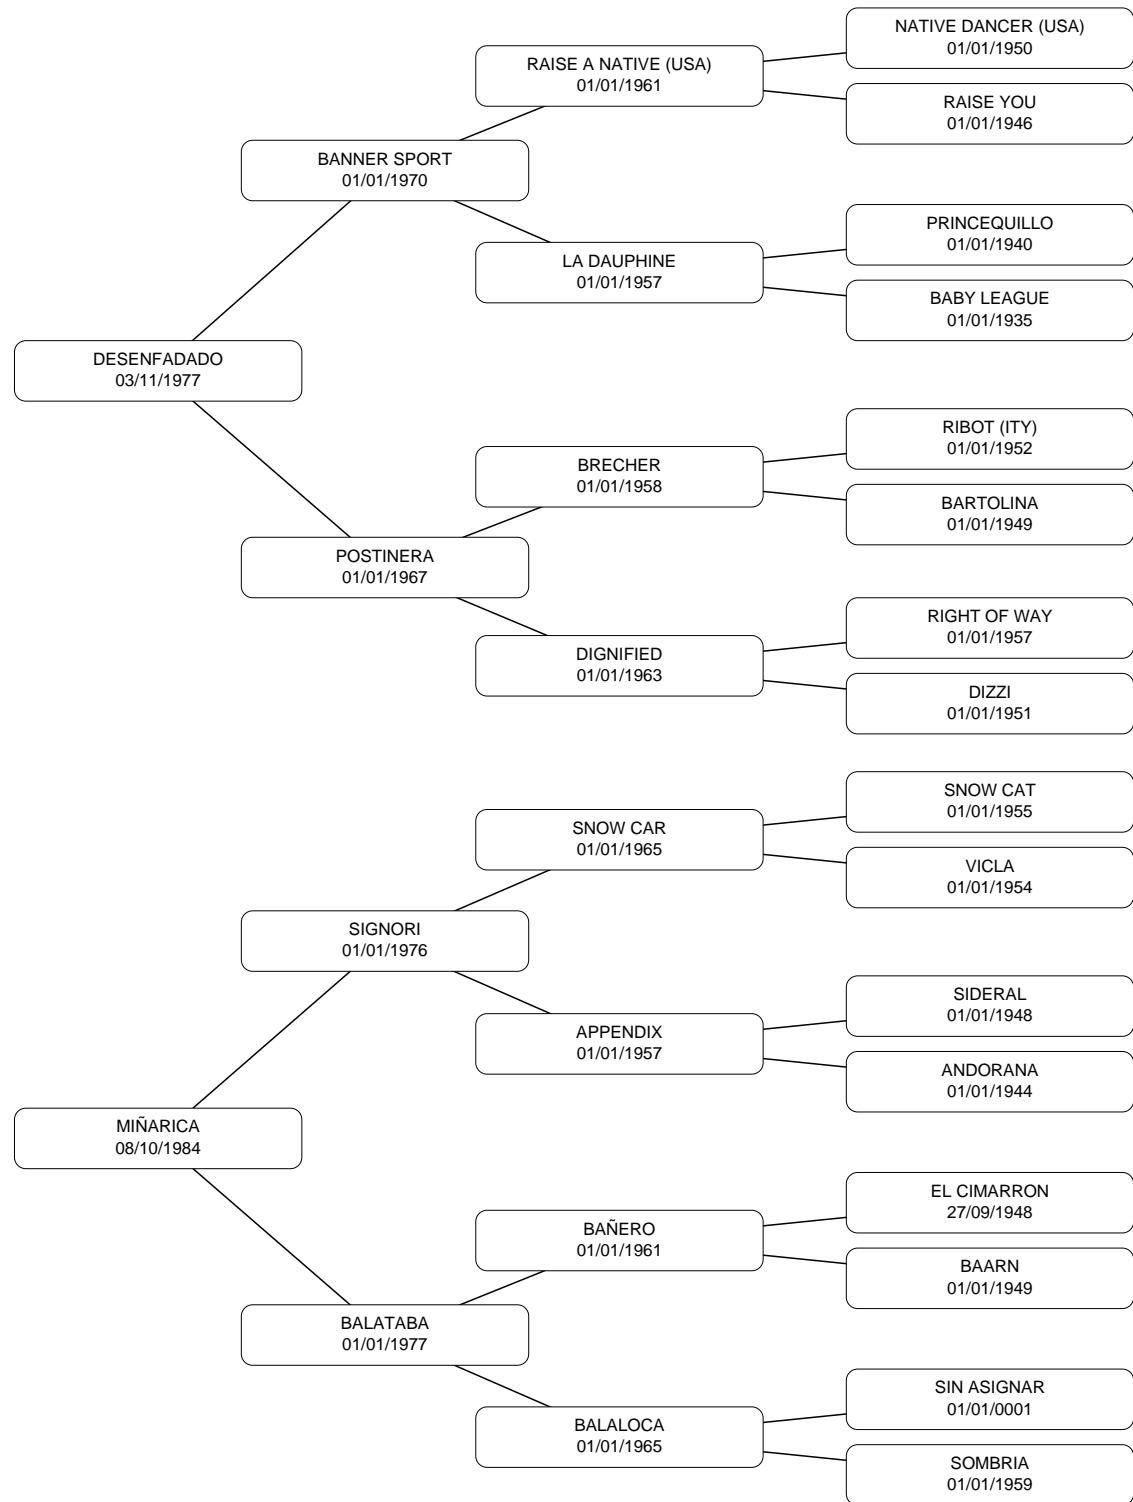 NATIVE DANCER (USA)
01/01/1950
RAISE A NATIVE (USA)
01/01/1961
RAISE YOU
01/01/1946
BANNER SPORT
01/01/1970
PRINCEQUILLO
01/01/1940
LA DAUPHINE
01/01/1957
BABY LEAGUE
01/01/1935
DESENFADADO
03/11/1977
RIBOT (ITY)
01/01/1952
BRECHER
01/01/1958
BARTOLINA
01/01/1949
POSTINERA
01/01/1967
RIGHT OF WAY
01/01/1957
DIGNIFIED
01/01/1963
DIZZI
01/01/1951
SNOW CAT
01/01/1955
SNOW CAR
01/01/1965
VICLA
01/01/1954
SIGNORI
01/01/1976
SIDERAL
01/01/1948
APPENDIX
01/01/1957
ANDORANA
01/01/1944
MIÑARICA
08/10/1984
EL CIMARRON
27/09/1948
BAÑERO
01/01/1961
BAARN
01/01/1949
BALATABA
01/01/1977
SIN ASIGNAR
01/01/0001
BALALOCA
01/01/1965
SOMBRIA
01/01/1959